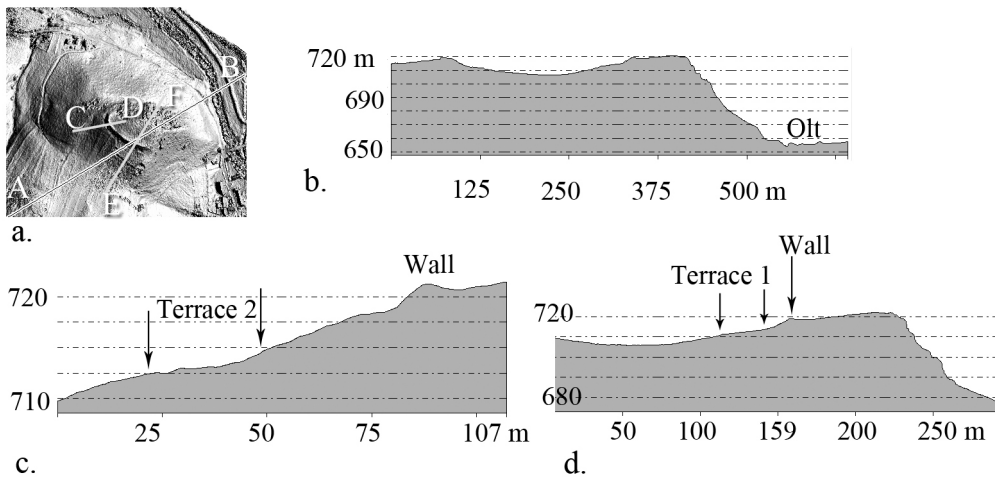 A
B
C
D
E
F
a.
720 m
690
650
Olt
125 250 375 500 m
b.
Wall
720
Terrace 2
710
25 50 75 107 m
c.
Wall
Terrace 1
720
680
50 100 159 200 250 m
d.